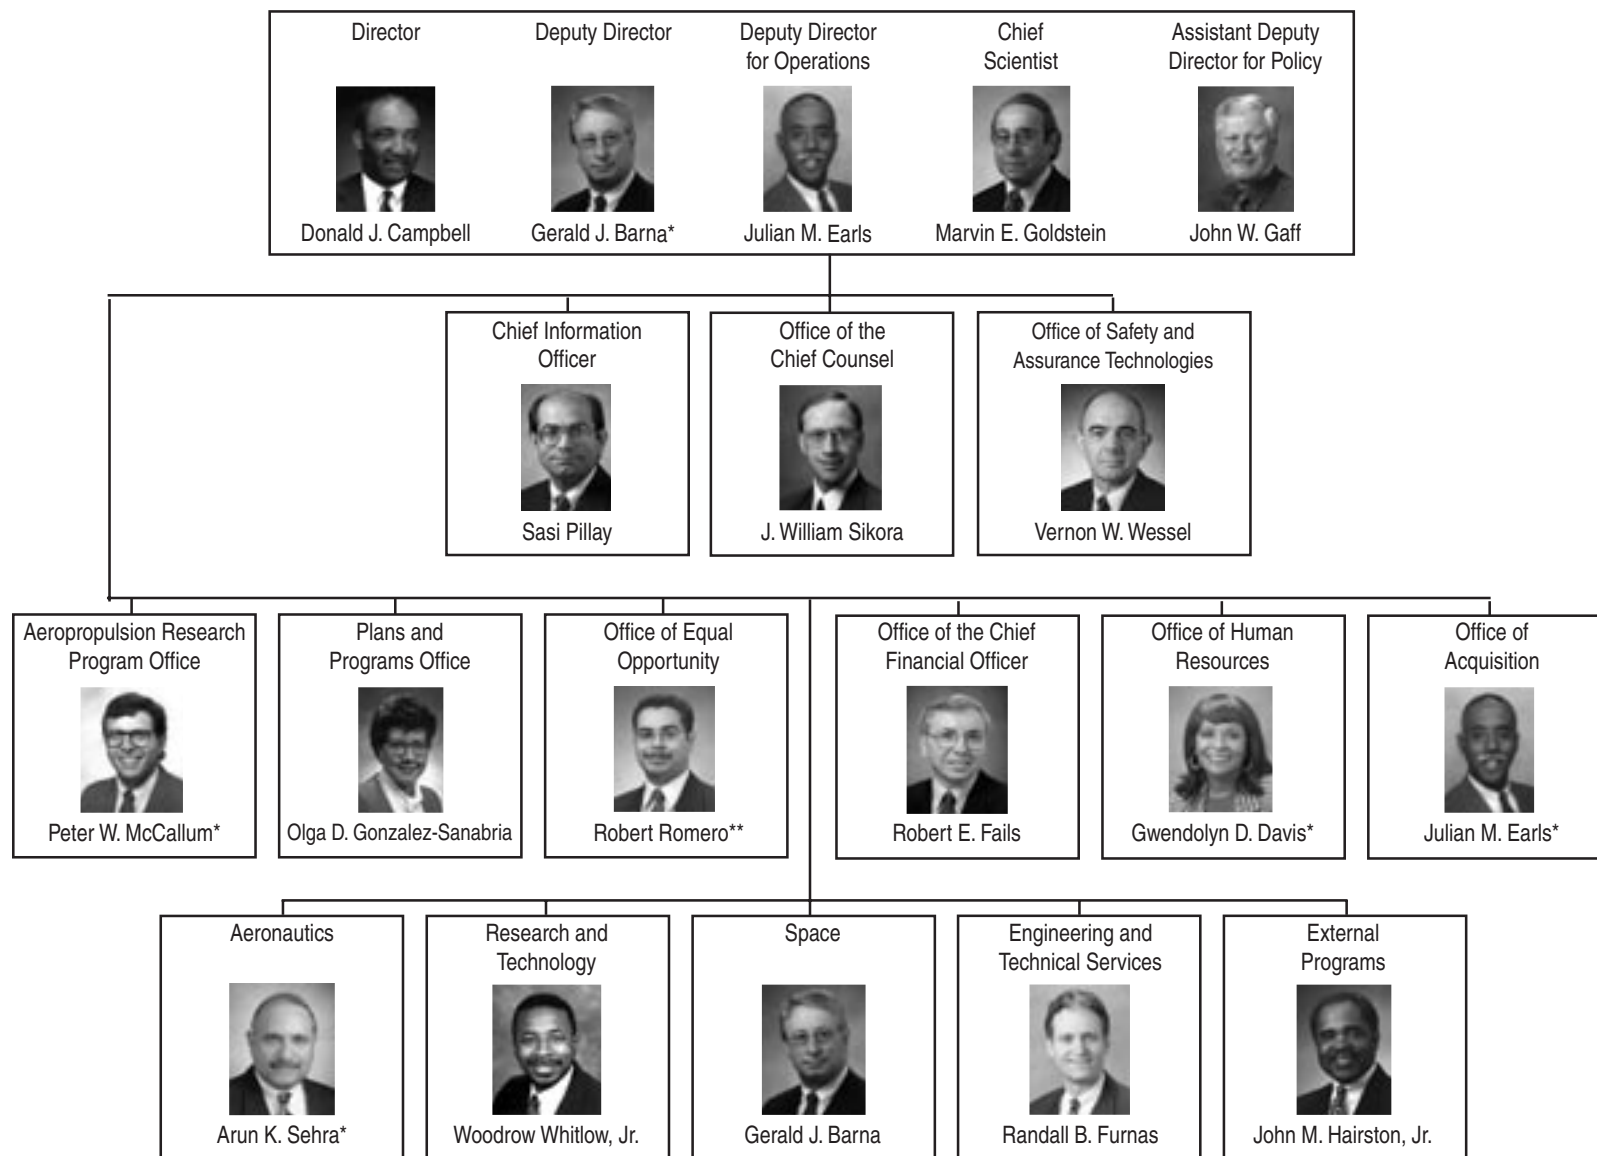 Director
Donald J. Campbell
Deputy Director
Gerald J. Barna*
Deputy Director
for Operations
Julian M. Earls
Chief
Scientist
Marvin E. Goldstein
Assistant Deputy
Director for Policy
John W. Gaff
Chief Information
Officer
Sasi Pillay
Office of the
Chief Counsel
J. William Sikora
Office of Safety and
Assurance Technologies
Vernon W. Wessel
Aeropropulsion Research
Program Office
Peter W. McCallum*
Plans and
Programs Office
Olga D. Gonzalez-Sanabria
Office of Equal
Opportunity
Robert Romero**
Office of the Chief
Financial Officer
Robert E. Fails
Office of Human
Resources
Gwendolyn D. Davis*
Office of
Acquisition
Julian M. Earls*
Aeronautics
Arun K. Sehra*
Research and
Technology
Woodrow Whitlow, Jr.
Space
Gerald J. Barna
Engineering and
Technical Services
Randall B. Furnas
External
Programs
John M. Hairston, Jr.